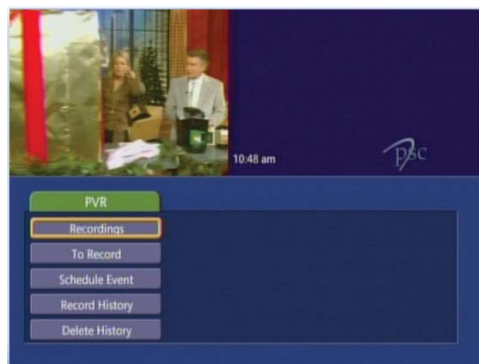 10:48 am
psc
PVR
Recordings
To Record
Schedule Event
Record History
Delete History